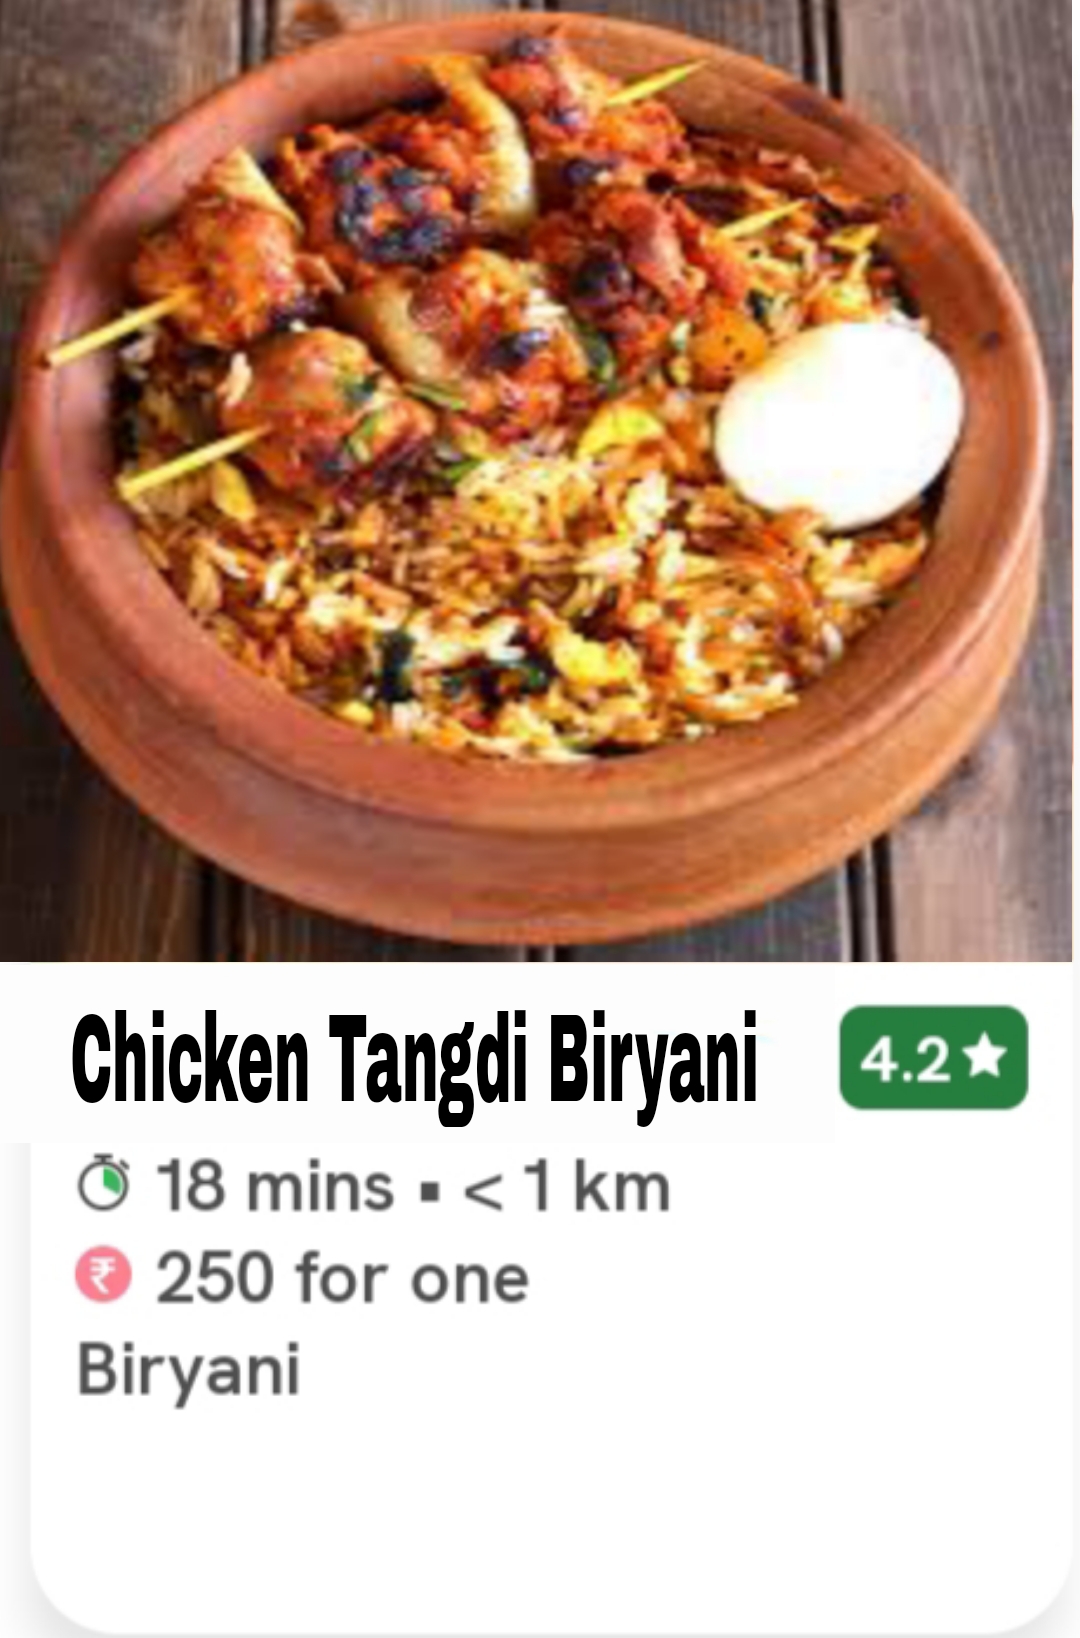 Chicken Tangdi Biryani
4.2★
18 mins ▪ < 1 km
₹ 250 for one
Biryani